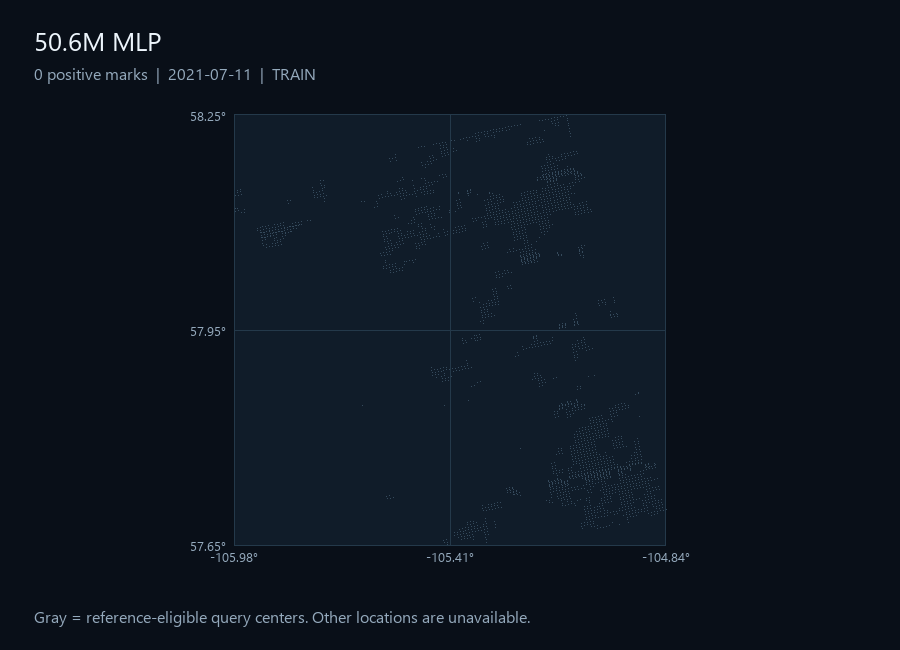 50.6M MLP
0 positive marks | 2021-07-11 | TRAIN
58.25°
57.95°
57.65°
-105.98° -105.41° -104.84°
Gray = reference-eligible query centers. Other locations are unavailable.